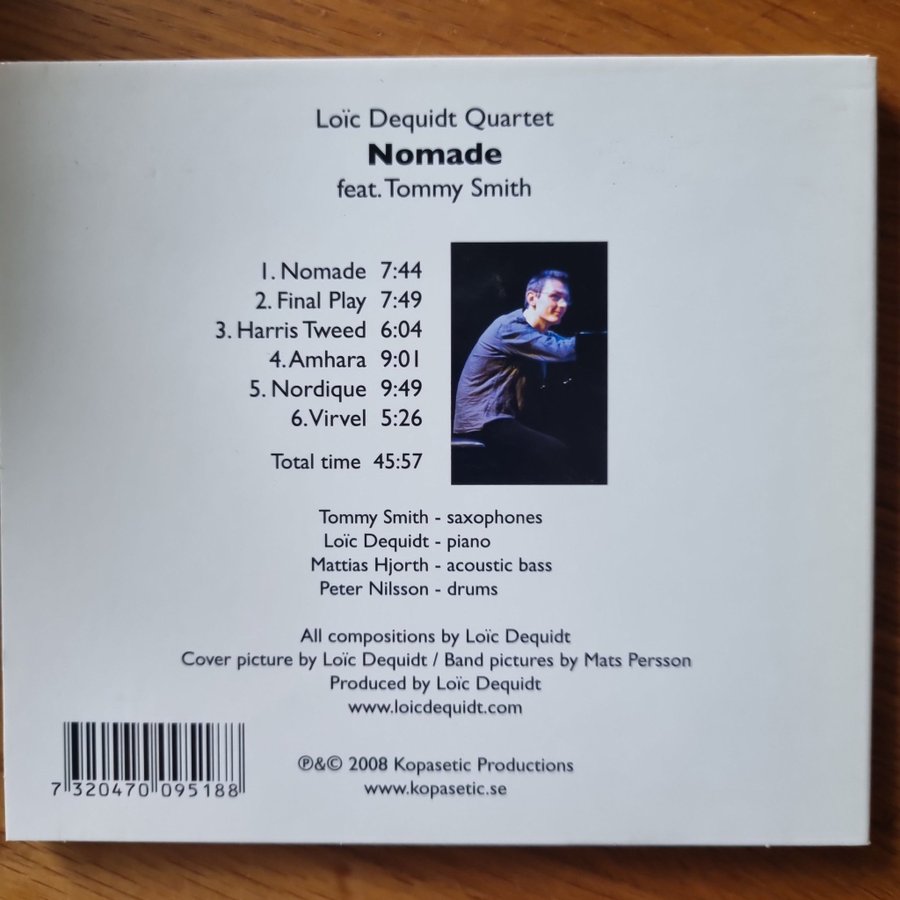 Loïc Dequidt Quartet
Nomade
feat. Tommy Smith
1. Nomade 7:44
2. Final Play 7:49
3. Harris Tweed 6:04
4. Amhara 9:01
5. Nordique 9:49
6. Virvel 5:26
Total time 45:57
Tommy Smith - saxophones
Loïc Dequidt - piano
Mattias Hjorth - acoustic bass
Peter Nilsson - drums
All compositions by Loïc Dequidt
Cover picture by Loïc Dequidt / Band pictures by Mats Persson
Produced by Loïc Dequidt
www.loicdequidt.com
℗&© 2008 Kopasetic Productions
www.kopasetic.se
7 320470 095188